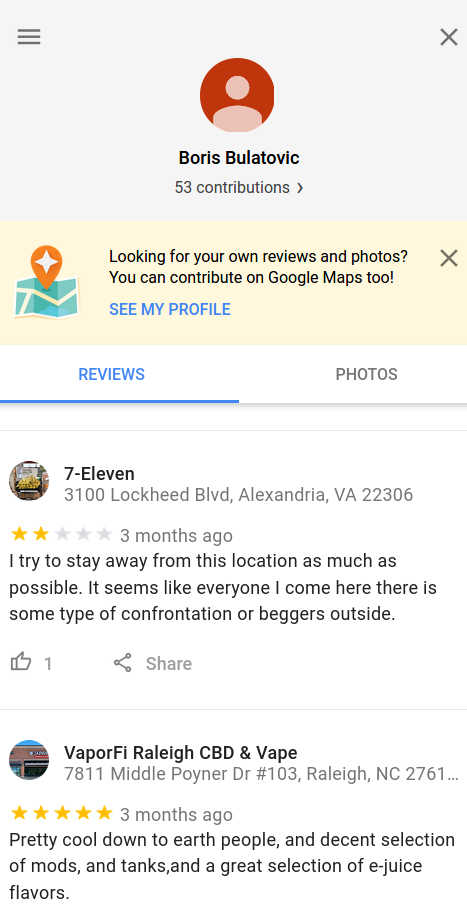 Boris Bulatovic
53 contributions ›
Looking for your own reviews and photos?
You can contribute on Google Maps too!
SEE MY PROFILE
REVIEWS
PHOTOS
7-Eleven
3100 Lockheed Blvd, Alexandria, VA 22306
3 months ago
I try to stay away from this location as much as
possible. It seems like everyone I come here there is
some type of confrontation or beggers outside.
1
Share
VaporFi Raleigh CBD & Vape
7811 Middle Poyner Dr #103, Raleigh, NC 2761...
3 months ago
Pretty cool down to earth people, and decent selection
of mods, and tanks,and a great selection of e-juice
flavors.